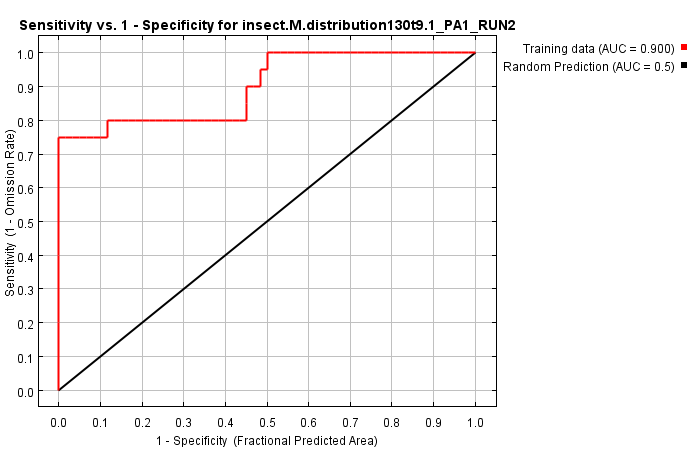 Sensitivity vs. 1 - Specificity for insect.M.distribution130t9.1_PA1_RUN2
Training data (AUC = 0.900)
Random Prediction (AUC = 0.5)
Sensitivity (1 - Omission Rate)
1.0
0.9
0.8
0.7
0.6
0.5
0.4
0.3
0.2
0.1
0.0
0.0 0.1 0.2 0.3 0.4 0.5 0.6 0.7 0.8 0.9 1.0
1 - Specificity (Fractional Predicted Area)